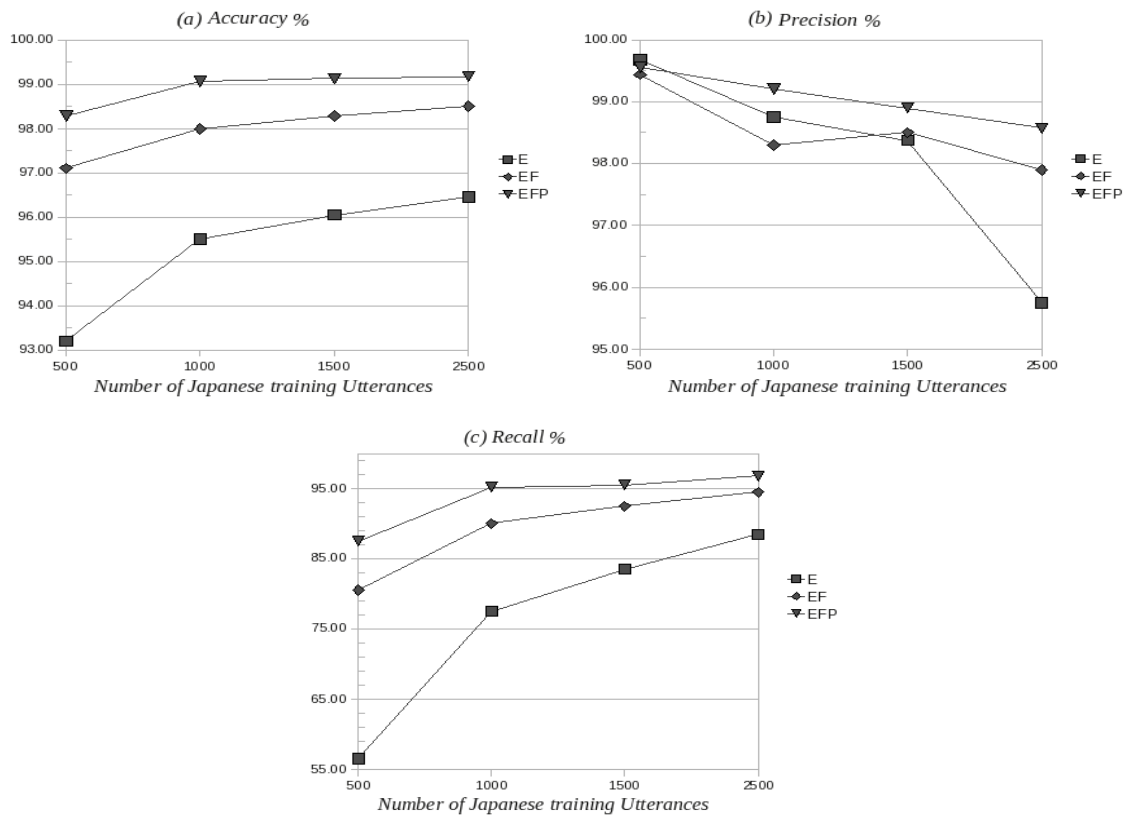 (a) Accuracy %
100.00
99.00
98.00
97.00
96.00
95.00
94.00
93.00
500 1000 1500 2500
Number of Japanese training Utterances
E
EF
EFP
(b) Precision %
100.00
99.00
98.00
97.00
96.00
95.00
500 1000 1500 2500
Number of Japanese training Utterances
E
EF
EFP
(c) Recall %
95.00
85.00
75.00
65.00
55.00
500 1000 1500 2500
Number of Japanese training Utterances
E
EF
EFP